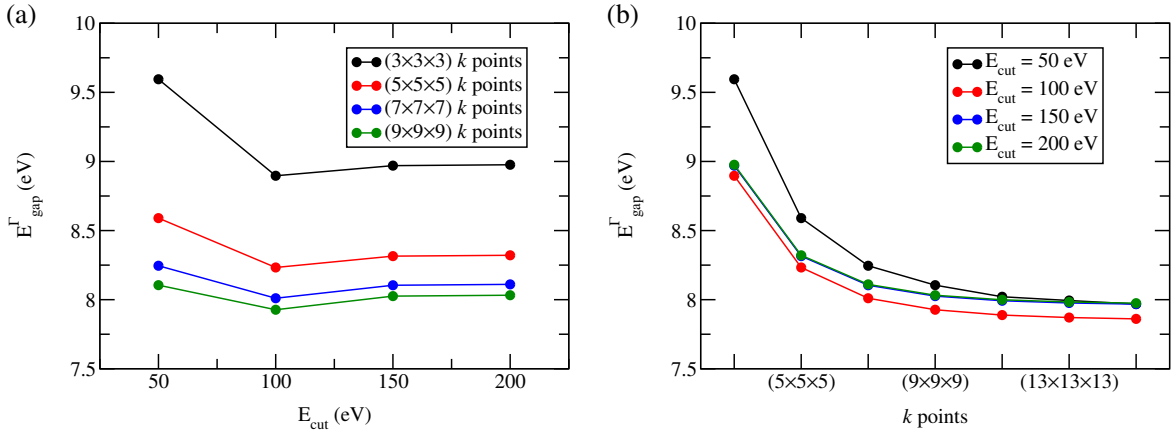 (a)
10
9.5
9
8.5
8
7.5
E^Γ_gap (eV)
50
100
150
200
E_cut (eV)
(3×3×3) k points
(5×5×5) k points
(7×7×7) k points
(9×9×9) k points
(b)
10
9.5
9
8.5
8
7.5
E^Γ_gap (eV)
(5×5×5)
(9×9×9)
(13×13×13)
k points
E_cut = 50 eV
E_cut = 100 eV
E_cut = 150 eV
E_cut = 200 eV